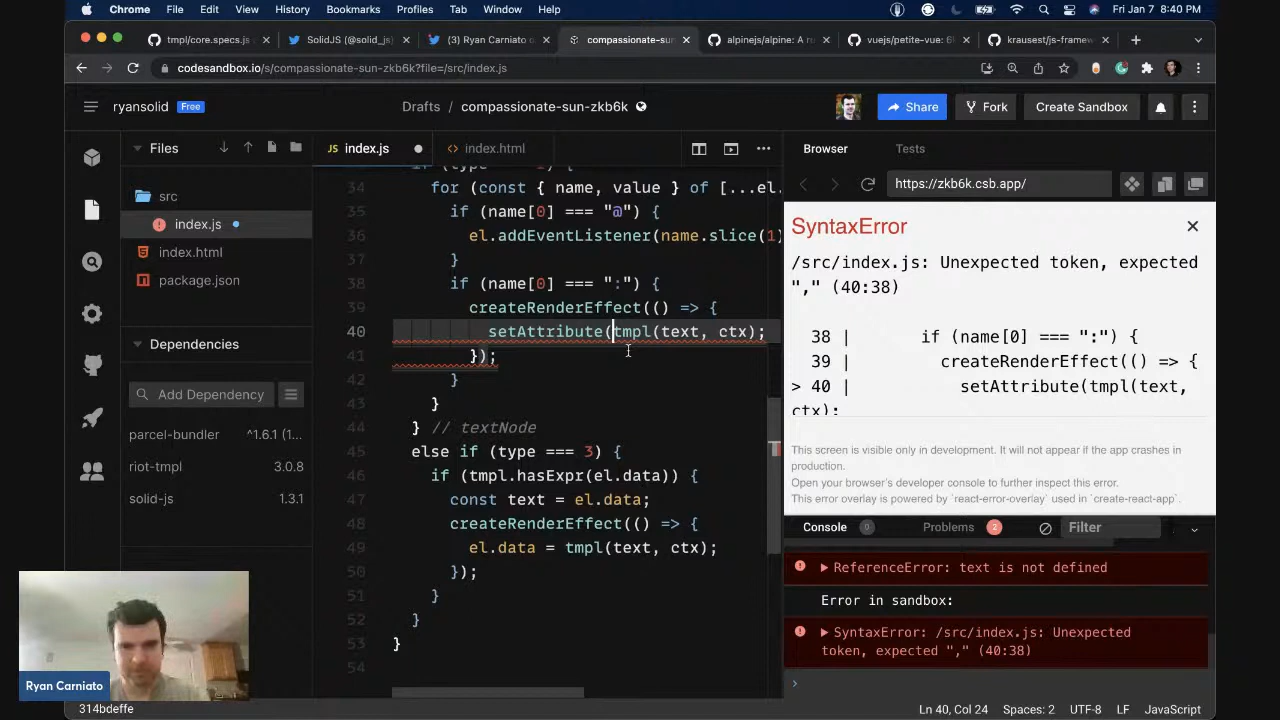 Chrome File Edit View History Bookmarks Profiles Tab Window Help Fri Jan 7 8:40 PM
tmpl/core.specs.js SolidJS (@solid_js) (3) Ryan Carniato on compassionate-sun- alpinejs/alpine: A r vuejs/petite-vue: 6 krausest/js-framew
codesandbox.io/s/compassionate-sun-zkb6k?file=/src/index.js
ryansolid Free Drafts / compassionate-sun-zkb6k Share Fork Create Sandbox
Files
src
index.js
index.html
package.json
Dependencies
Add Dependency
parcel-bundler ^1.6.1 (1...
riot-tmpl 3.0.8
solid-js 1.3.1
index.js index.html
34 for (const { name, value } of [...el.
35 if (name[0] === "@") {
36 el.addEventListener(name.slice(1)
37 }
38 if (name[0] === ":") {
39 createRenderEffect(() => {
40 setAttribute(tmpl(text, ctx);
41 });
42 }
43 }
44 } // textNode
45 else if (type === 3) {
46 if (tmpl.hasExpr(el.data)) {
47 const text = el.data;
48 createRenderEffect(() => {
49 el.data = tmpl(text, ctx);
50 });
51 }
52 }
53 }
54
Browser Tests
https://zkb6k.csb.app/
SyntaxError
/src/index.js: Unexpected token, expected
"," (40:38)
38 | if (name[0] === ":") {
39 | createRenderEffect(() => {
> 40 | setAttribute(tmpl(text,
ctx);
This screen is visible only in development. It will not appear if the app crashes in
production.
Open your browser's developer console to further inspect this error.
This error overlay is powered by `react-error-overlay` used in `create-react-app`.
Console 0 Problems 2 Filter
ReferenceError: text is not defined
Error in sandbox:
SyntaxError: /src/index.js: Unexpected
token, expected "," (40:38)
Ryan Carniato
314bdeffe Ln 40, Col 24 Spaces: 2 UTF-8 LF JavaScript